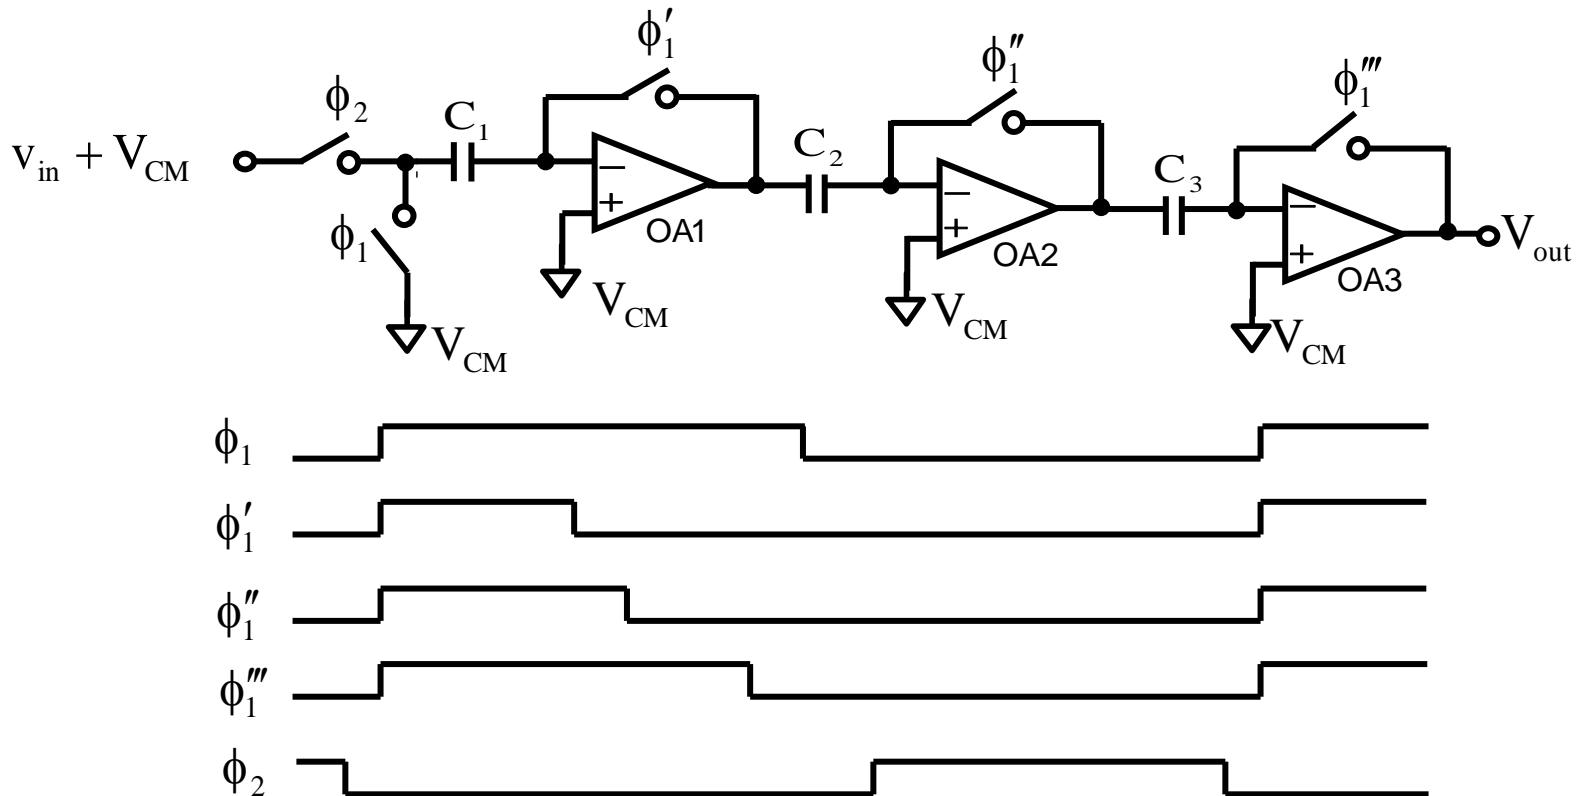 ϕ₁′
ϕ₁″
ϕ₁‴
ϕ₂
C₁
C₂
C₃
v_in + V_CM
−
+
OA1
−
+
OA2
−
+
OA3
V_out
ϕ₁
V_CM
V_CM
V_CM
V_CM
ϕ₁
ϕ₁′
ϕ₁″
ϕ₁‴
ϕ₂